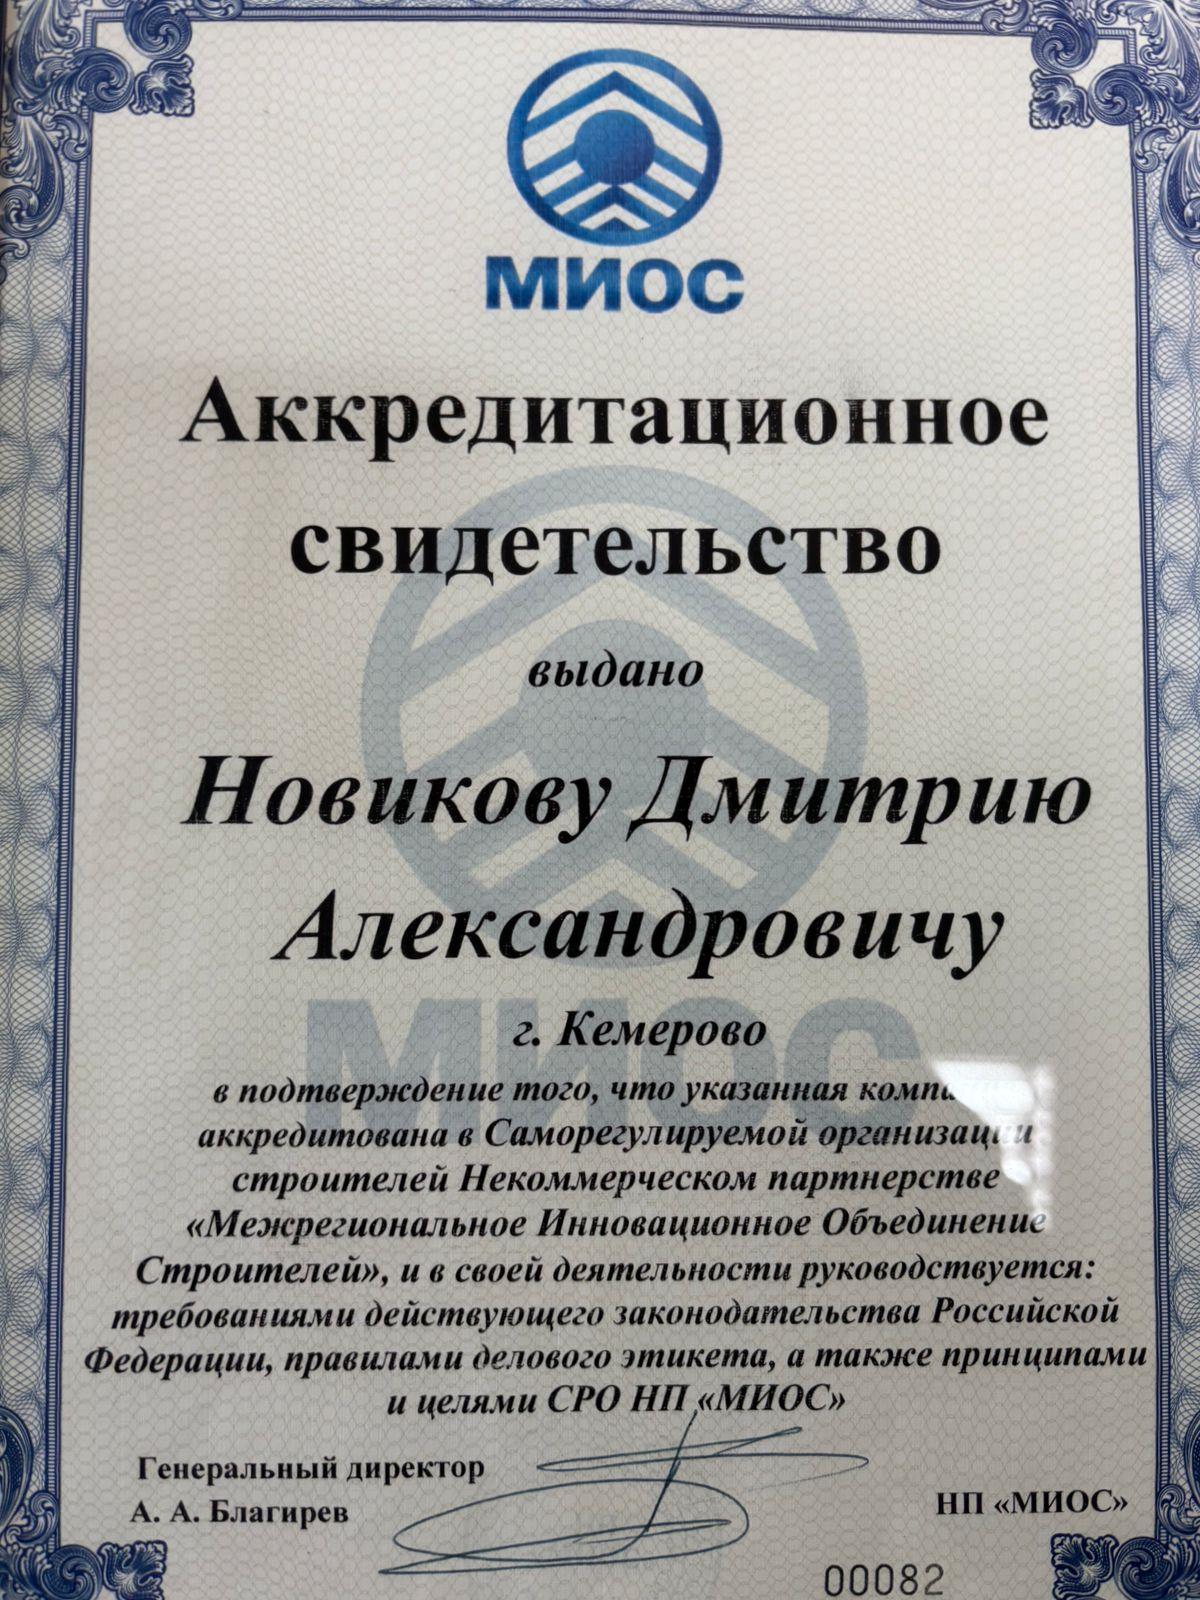 МИОС
Аккредитационное
свидетельство
выдано
Новикову Дмитрию
Александровичу
г. Кемерово
в подтверждение того, что указанная
аккредитована в Саморегулируемой организации
строителей Некоммерческом партнерстве
«Межрегиональное Инновационное Объединение
Строителей», и в своей деятельности руководствуется:
требованиями действующего законодательства Российской
Федерации, правилами делового этикета, а также принципами
и целями СРО НП «МИОС»
Генеральный директор
А. А. Благирев
НП «МИОС»
00082
МИОС